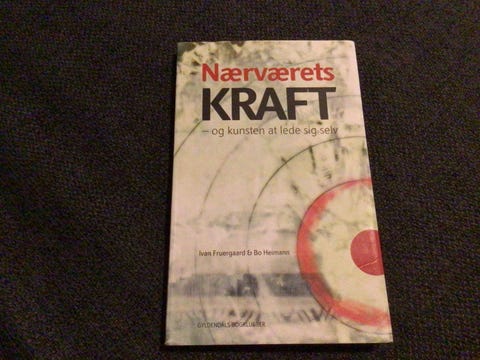 Nærværets
KRAFT
– og kunsten at lede sig selv
Ivan Fruergaard & Bo Heimann
GYLDENDALS BOGKLUBBER